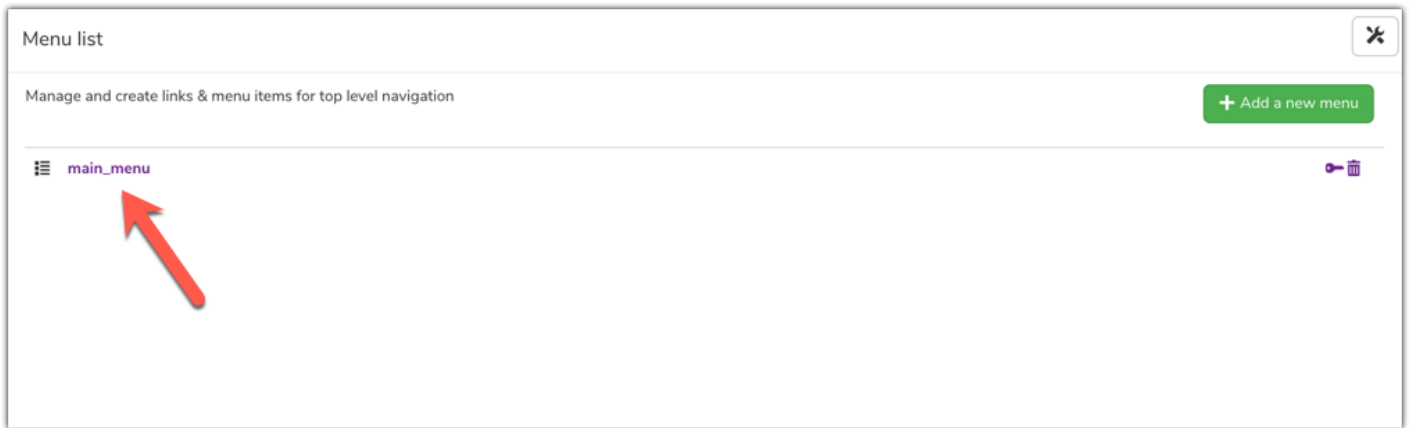 Menu list
Manage and create links & menu items for top level navigation
Add a new menu
main_menu